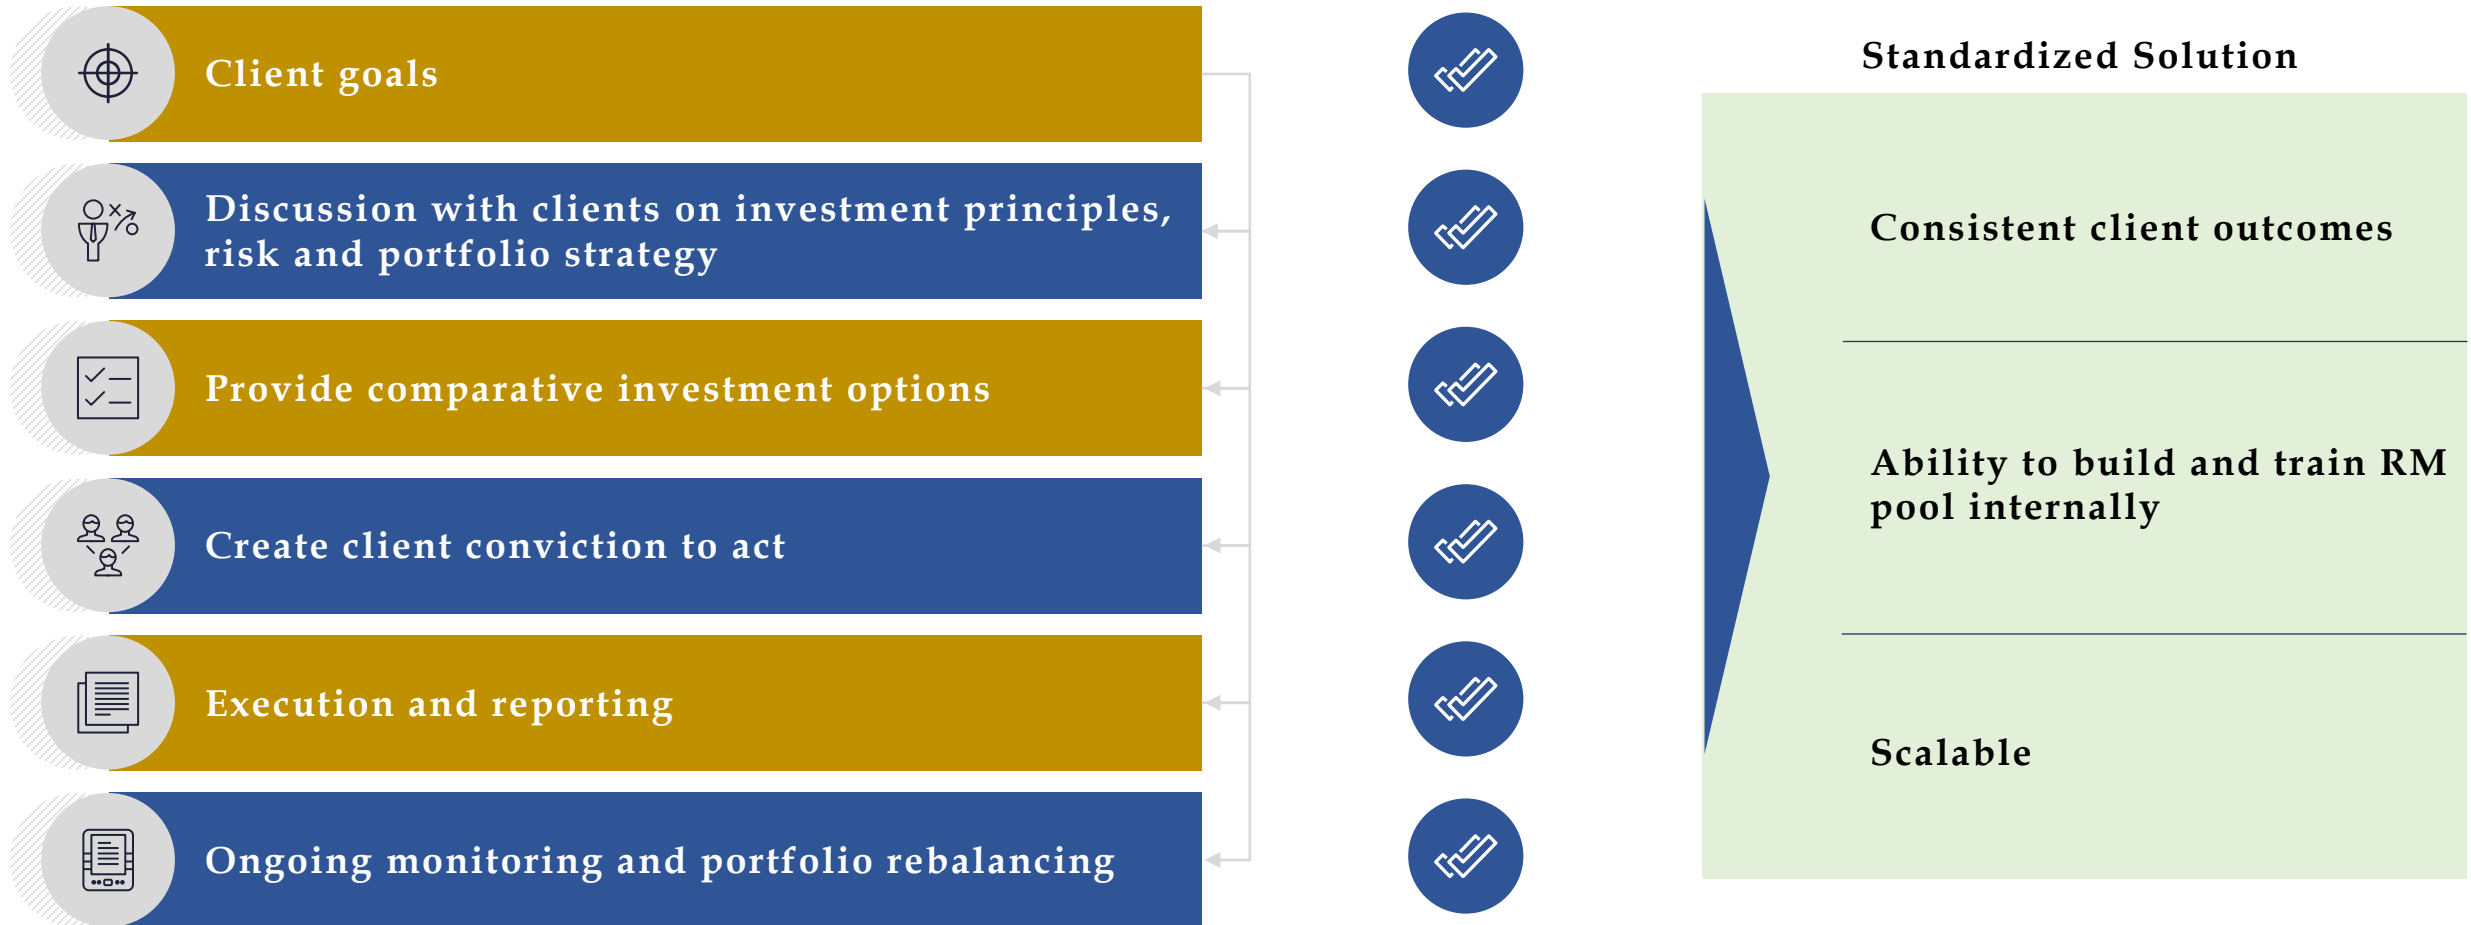 Client goals
Discussion with clients on investment principles,
risk and portfolio strategy
Provide comparative investment options
Create client conviction to act
Execution and reporting
Ongoing monitoring and portfolio rebalancing
Standardized Solution
Consistent client outcomes
Ability to build and train RM
pool internally
Scalable